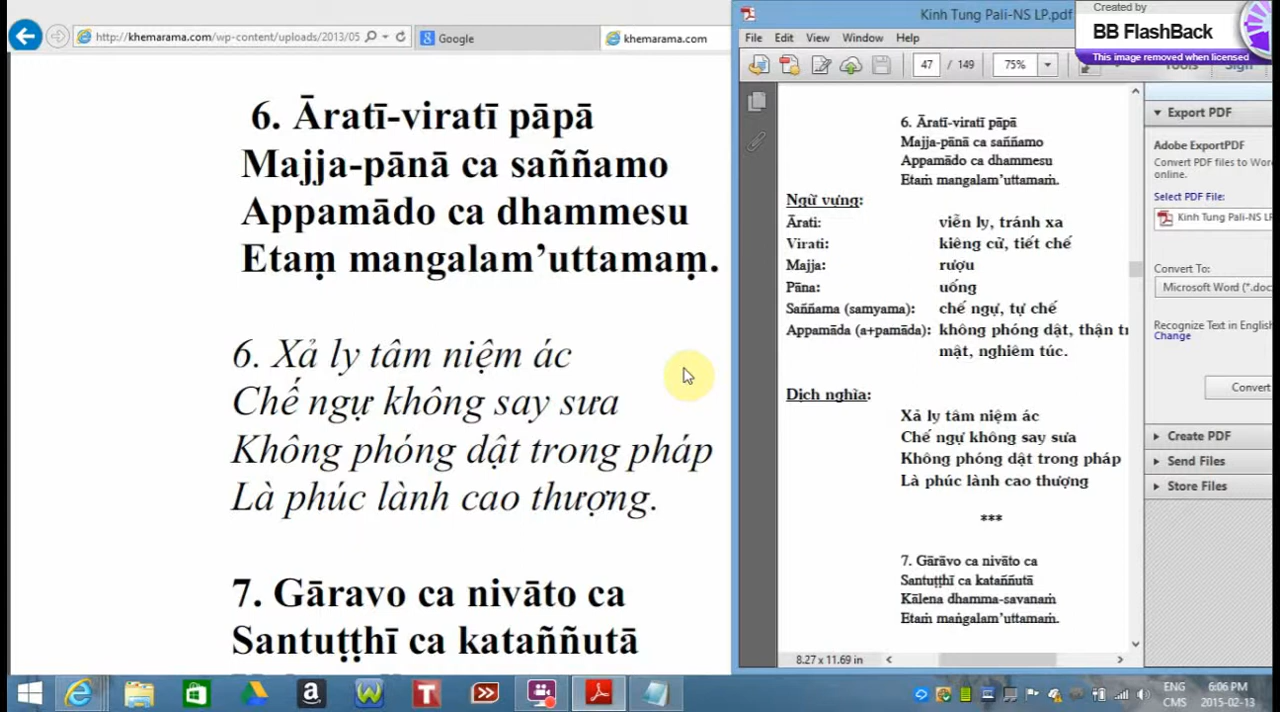 http://khemarama.com/wp-content/uploads/2013/05
Google
khemarama.com
6. Āratī-viratī pāpā
Majja-pānā ca saññamo
Appamādo ca dhammesu
Etaṃ mangalam’uttamaṃ.
6. Xả ly tâm niệm ác
Chế ngự không say sưa
Không phóng dật trong pháp
Là phúc lành cao thượng.
7. Gāravo ca nivāto ca
Santuṭṭhī ca kataññutā
Kinh Tung Pali-NS LP.pdf
Created by
BB FlashBack
This image removed when licensed
File Edit View Window Help
47 / 149 75%
Tools Sign
6. Āratī-viratī pāpā
Majja-pānā ca saññamo
Appamādo ca dhammesu
Etaṁ mangalam’uttamaṁ.
Ngữ vựng:
Ārati: viễn ly, tránh xa
Virati: kiêng cử, tiết chế
Majja: rượu
Pāna: uống
Saññama (samyama): chế ngự, tự chế
Appamāda (a+pamāda): không phóng dật, thận
mật, nghiêm túc.
Dịch nghĩa:
Xả ly tâm niệm ác
Chế ngự không say sưa
Không phóng dật trong pháp
Là phúc lành cao thượng
***
7. Gārāvo ca nivāto ca
Santuṭṭhī ca kataññutā
Kālena dhamma-savanaṁ
Etaṁ maṅgalam’uttamaṁ.
8.27 x 11.69 in
Export PDF
Adobe ExportPDF
Convert PDF files to Wor
online.
Select PDF File:
Kinh Tung Pali-NS LP
Convert To:
Microsoft Word (*.doc
Recognize Text in English
Change
Convert
Create PDF
Send Files
Store Files
ENG
CMS
6:06 PM
2015-02-13